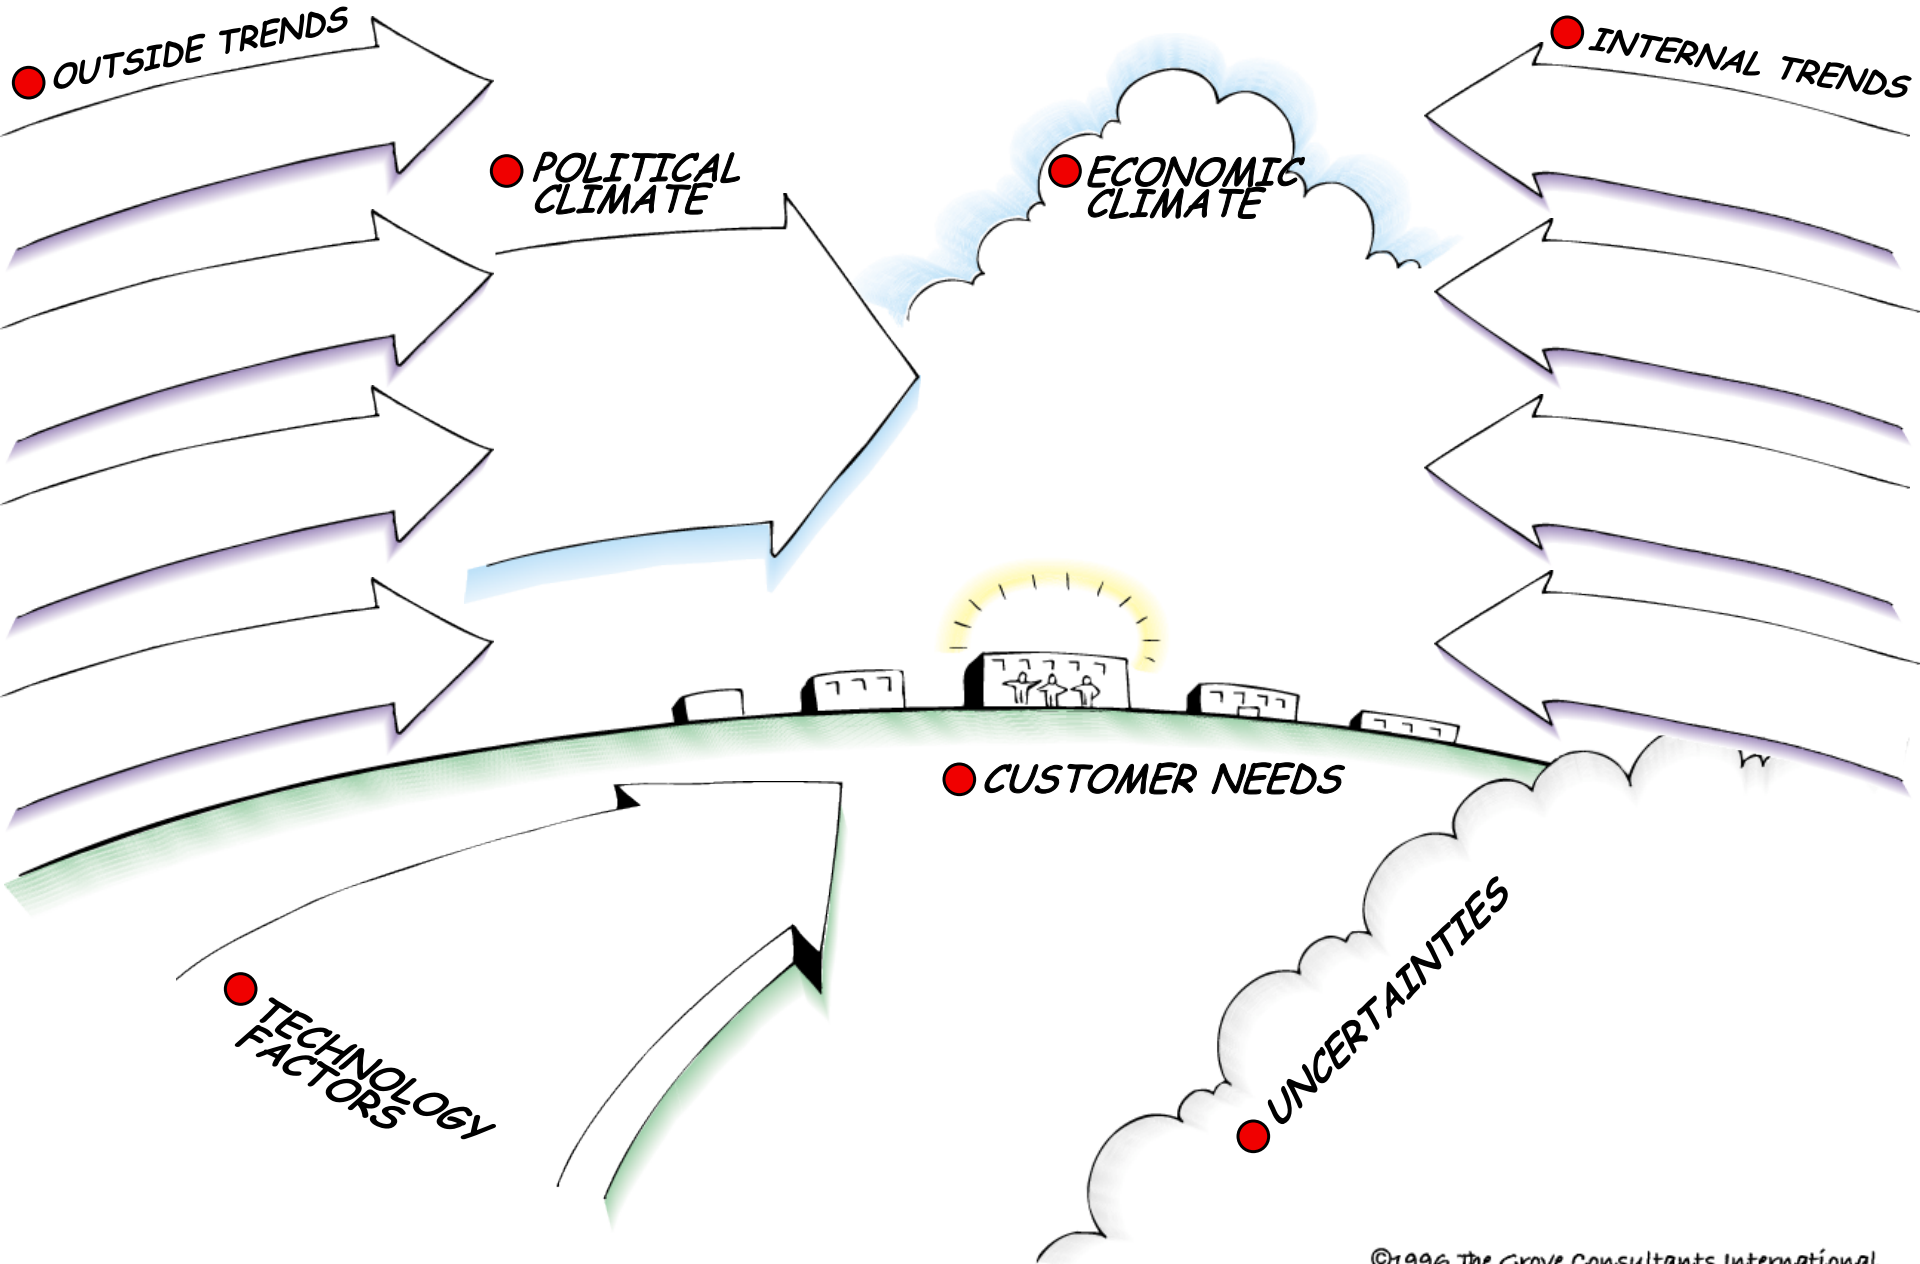 OUTSIDE TRENDS
INTERNAL TRENDS
POLITICAL
CLIMATE
ECONOMIC
CLIMATE
CUSTOMER NEEDS
TECHNOLOGY
FACTORS
UNCERTAINTIES
©1996 The Grove Consultants International